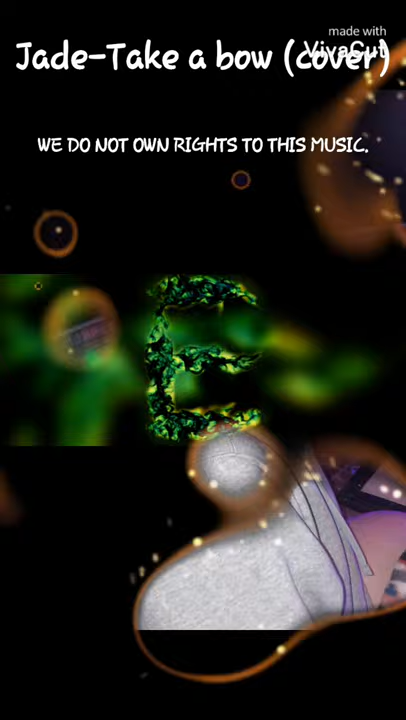 made with
VivaCut
Jade-Take a bow (cover)
WE DO NOT OWN RIGHTS TO THIS MUSIC.
E